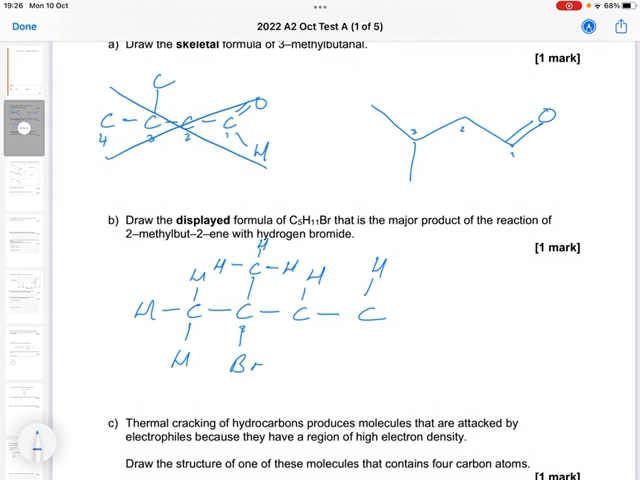 19:26 Mon 10 Oct
68%
Done
2022 A2 Oct Test A (1 of 5)
a) Draw the skeletal formula of 3–methylbutanal.
[1 mark]
C
C – C – C – C O
4 3 2 1
H
3 2 1 O
b) Draw the displayed formula of C₅H₁₁Br that is the major product of the reaction of
2–methylbut–2–ene with hydrogen bromide.
[1 mark]
H
H – C – H
H H H
H – C – C – C – C
H Br
c) Thermal cracking of hydrocarbons produces molecules that are attacked by
electrophiles because they have a region of high electron density.
Draw the structure of one of these molecules that contains four carbon atoms.
[1 mark]